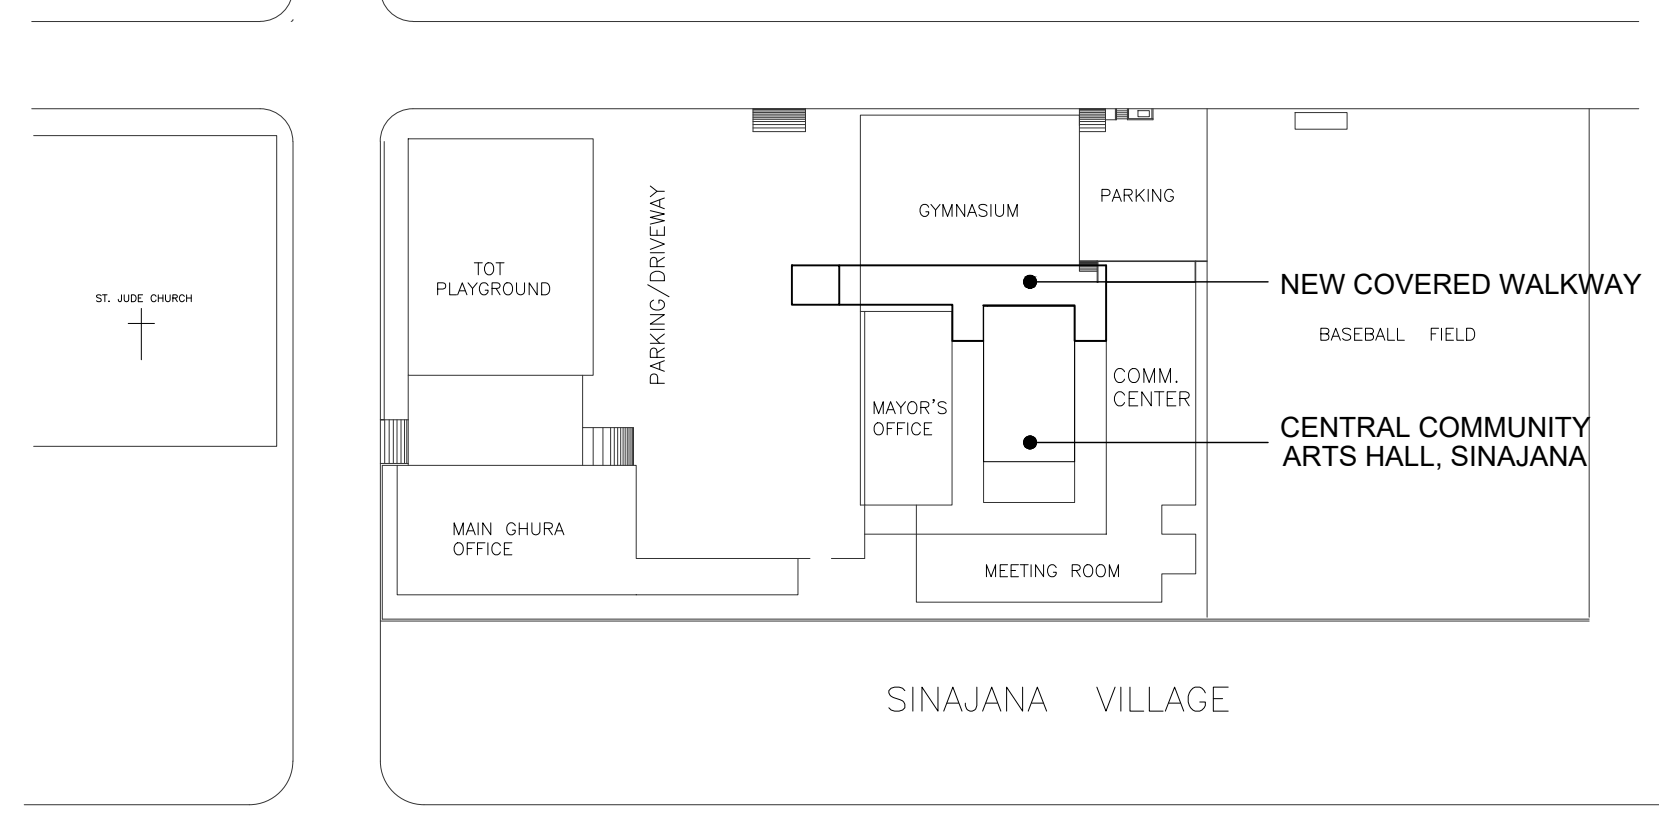 PARKING
GYMNASIUM
PARKING/DRIVEWAY
TOT
PLAYGROUND
ST. JUDE CHURCH
NEW COVERED WALKWAY
BASEBALL FIELD
COMM.
CENTER
MAYOR'S
OFFICE
CENTRAL COMMUNITY
ARTS HALL, SINAJANA
MAIN GHURA
OFFICE
MEETING ROOM
SINAJANA VILLAGE